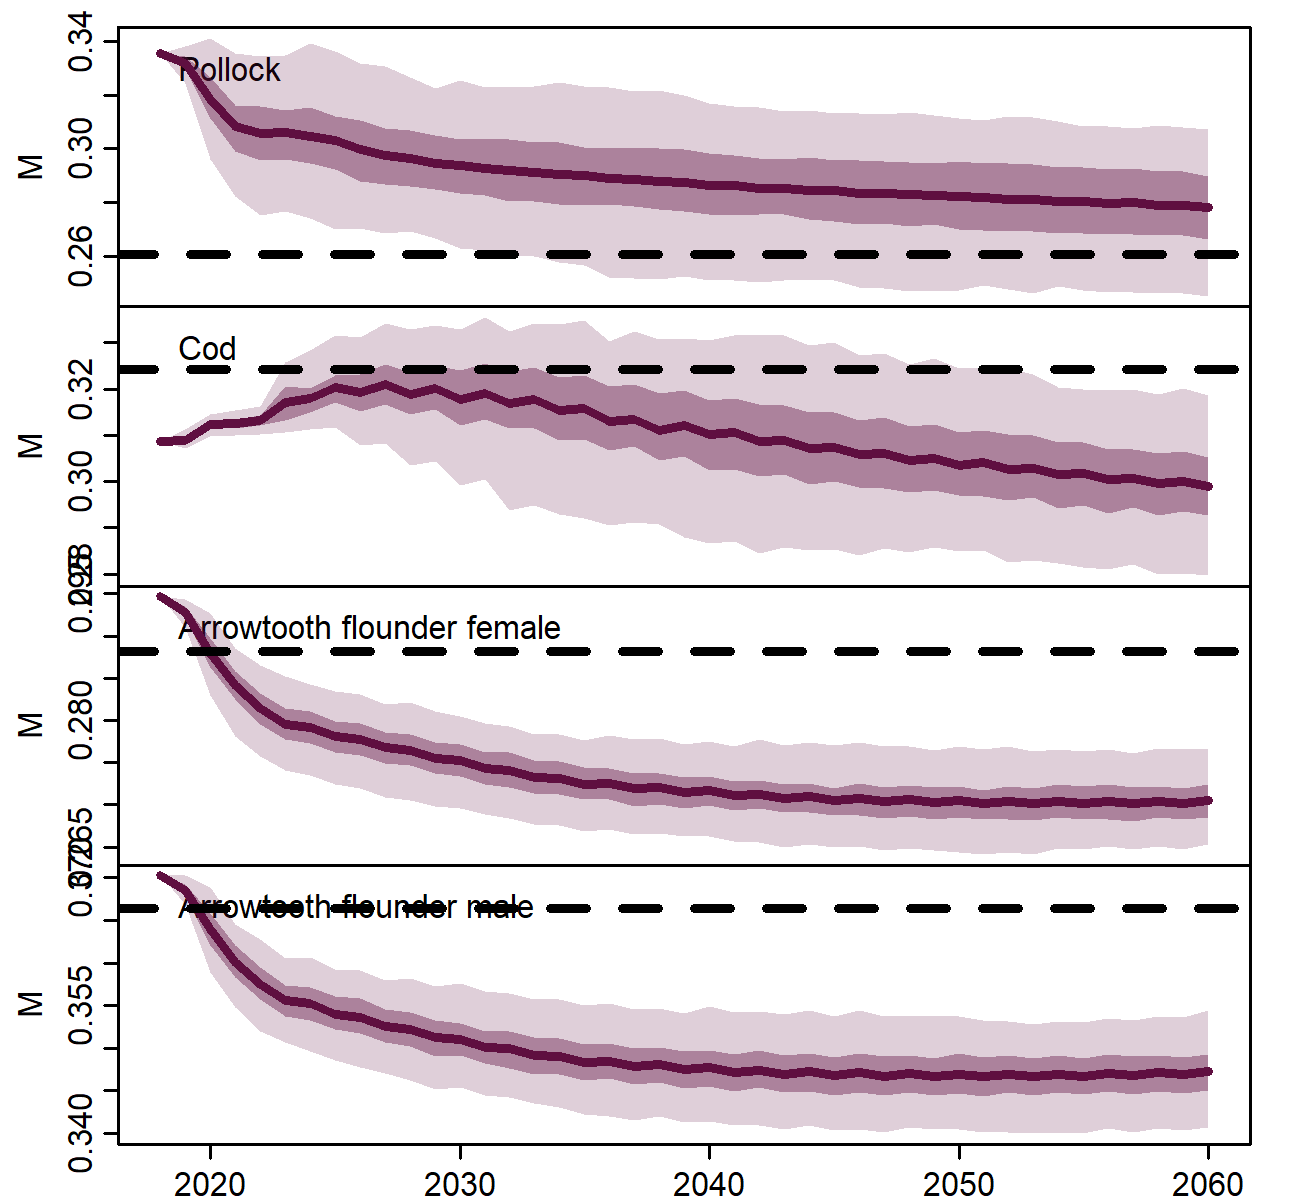 0.34
Pollock
0.30
M
0.26
Cod
0.32
M
0.30
Arrowtooth flounder female
0.280
M
Arrowtooth flounder male
0.355
M
0.340
2020 2030 2040 2050 2060